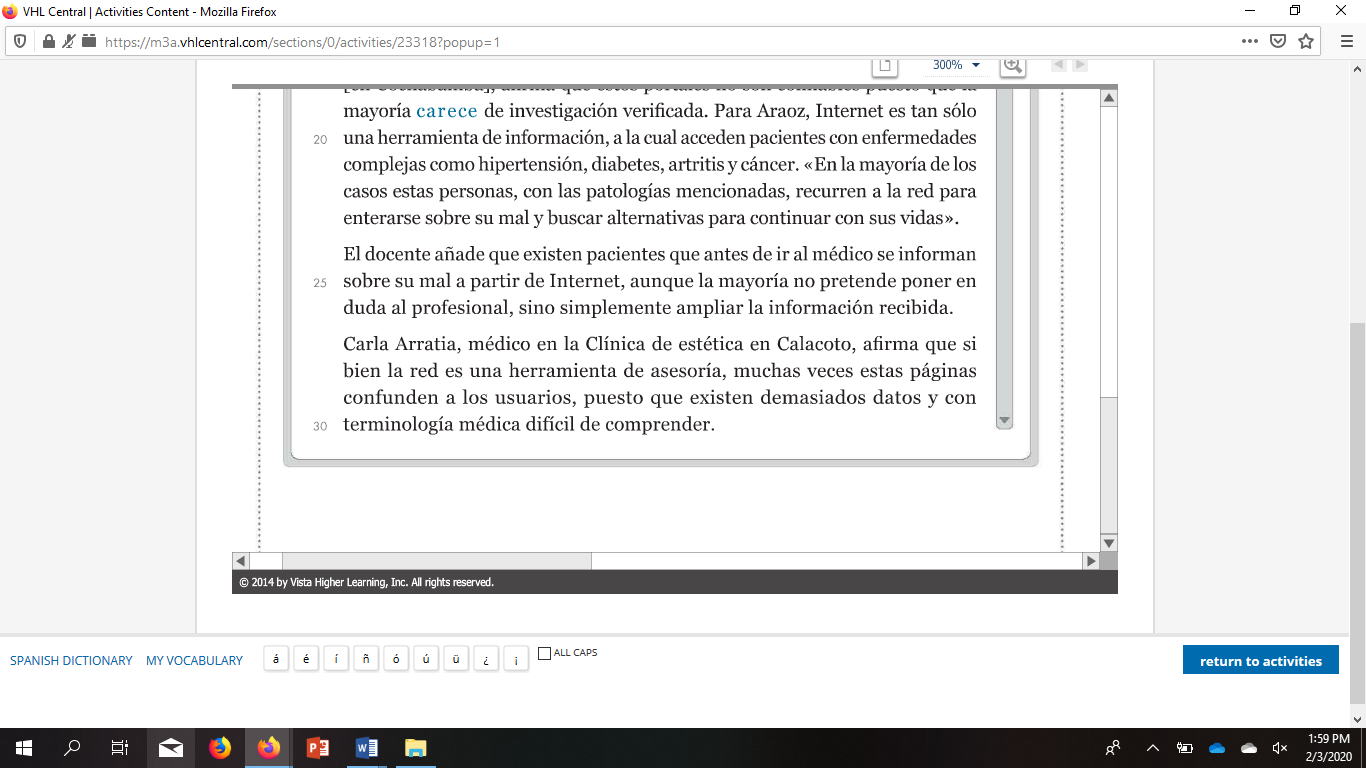 VHL Central | Activities Content - Mozilla Firefox
https://m3a.vhlcentral.com/sections/0/activities/23318?popup=1
300%
mayoría carece de investigación verificada. Para Araoz, Internet es tan sólo
20 una herramienta de información, a la cual acceden pacientes con enfermedades
complejas como hipertensión, diabetes, artritis y cáncer. «En la mayoría de los
casos estas personas, con las patologías mencionadas, recurren a la red para
enterarse sobre su mal y buscar alternativas para continuar con sus vidas».
El docente añade que existen pacientes que antes de ir al médico se informan
25 sobre su mal a partir de Internet, aunque la mayoría no pretende poner en
duda al profesional, sino simplemente ampliar la información recibida.
Carla Arratia, médico en la Clínica de estética en Calacoto, afirma que si
bien la red es una herramienta de asesoría, muchas veces estas páginas
confunden a los usuarios, puesto que existen demasiados datos y con
30 terminología médica difícil de comprender.
© 2014 by Vista Higher Learning, Inc. All rights reserved.
SPANISH DICTIONARY MY VOCABULARY á é í ñ ó ú ü ¿ ¡ ALL CAPS
return to activities
1:59 PM
2/3/2020